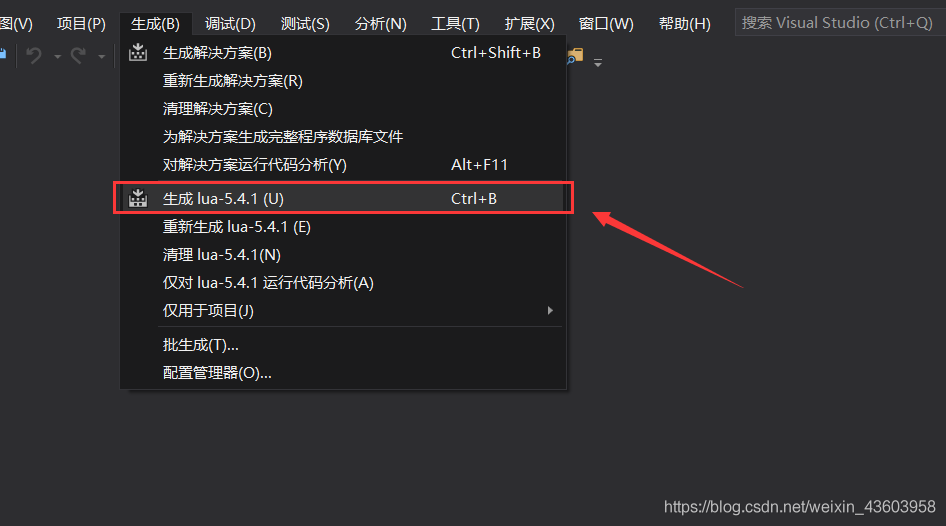 图(V) 项目(P) 生成(B) 调试(D) 测试(S) 分析(N) 工具(T) 扩展(X) 窗口(W) 帮助(H) 搜索 Visual Studio (Ctrl+Q)
生成解决方案(B) Ctrl+Shift+B
重新生成解决方案(R)
清理解决方案(C)
为解决方案生成完整程序数据库文件
对解决方案运行代码分析(Y) Alt+F11
生成 lua-5.4.1 (U) Ctrl+B
重新生成 lua-5.4.1 (E)
清理 lua-5.4.1(N)
仅对 lua-5.4.1 运行代码分析(A)
仅用于项目(J)
批生成(T)...
配置管理器(O)...
https://blog.csdn.net/weixin_43603958